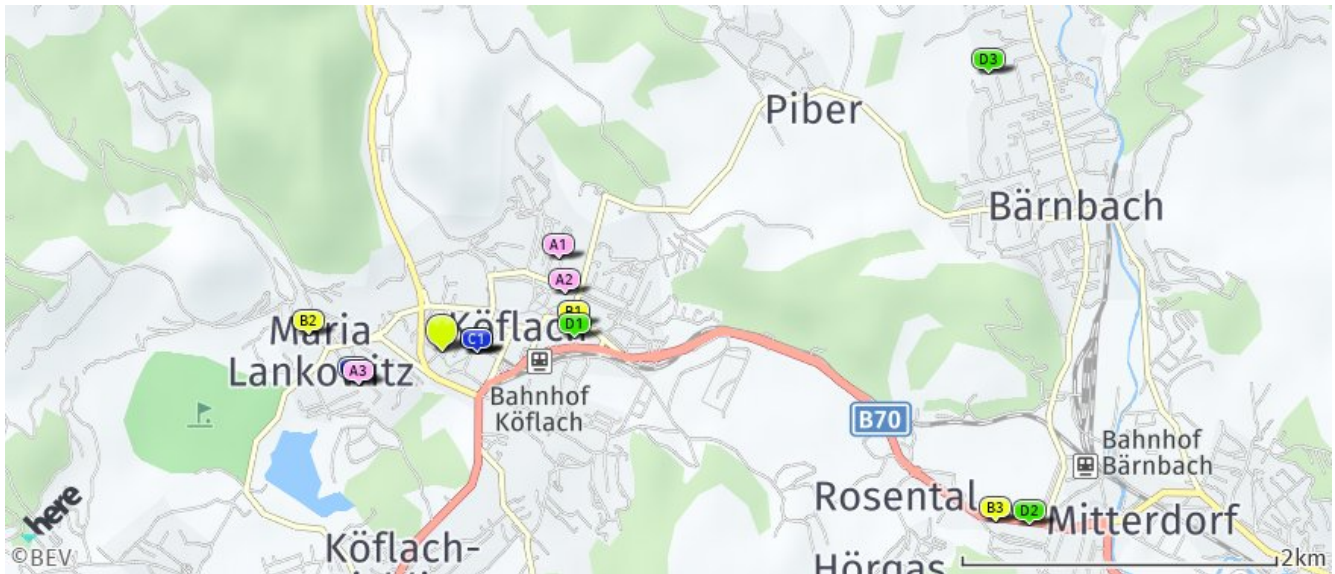 D3
Piber
Bärnbach
A1
A2
B1
D1
B2
Maria
Lankowitz
A3
Köflach
C1
Bahnhof
Köflach
B70
Bahnhof
Bärnbach
Rosental
B3
D2
Mitterdorf
Köflach-
Hörgas
2km
here
©BEV